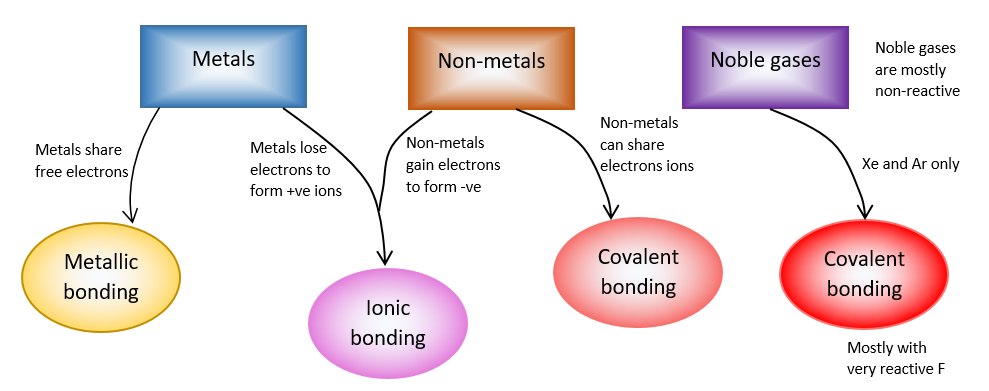 Metals
Non-metals
Noble gases
Noble gases
are mostly
non-reactive
Metals share
free electrons
Metals lose
electrons to
form +ve ions
Non-metals
gain electrons
to form -ve
Non-metals
can share
electrons ions
Xe and Ar only
Metallic
bonding
Ionic
bonding
Covalent
bonding
Covalent
bonding
Mostly with
very reactive F